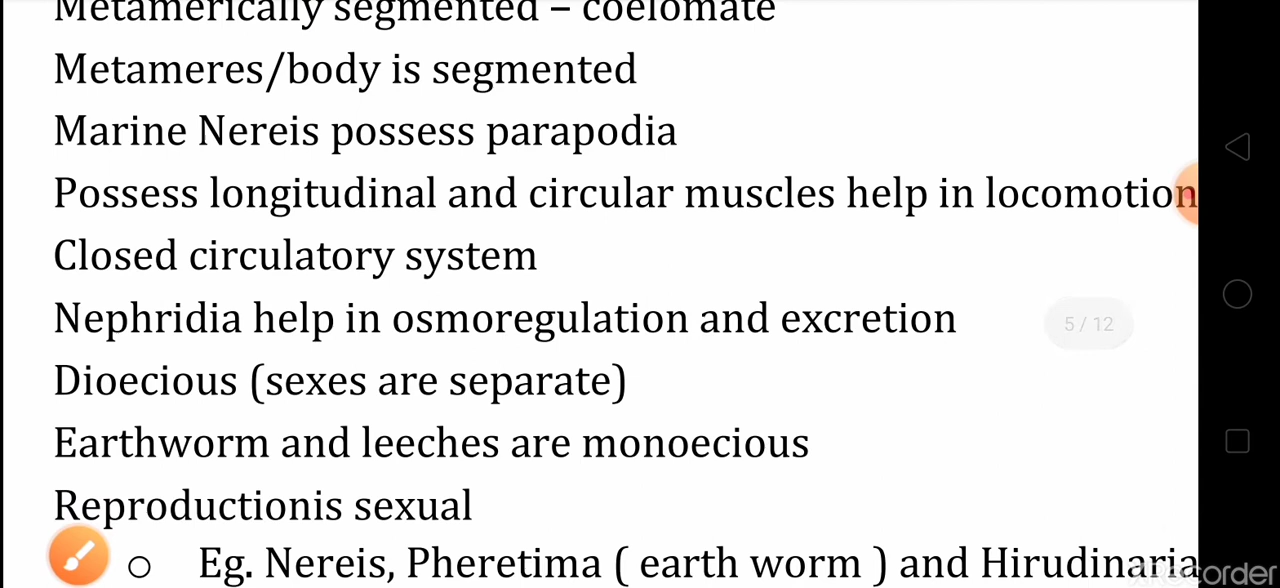 Metamerically segmented – coelomate
Metameres/body is segmented
Marine Nereis possess parapodia
Possess longitudinal and circular muscles help in locomotion
Closed circulatory system
Nephridia help in osmoregulation and excretion
5 / 12
Dioecious (sexes are separate)
Earthworm and leeches are monoecious
Reproductionis sexual
o Eg. Nereis, Pheretima ( earth worm ) and Hirudinaria